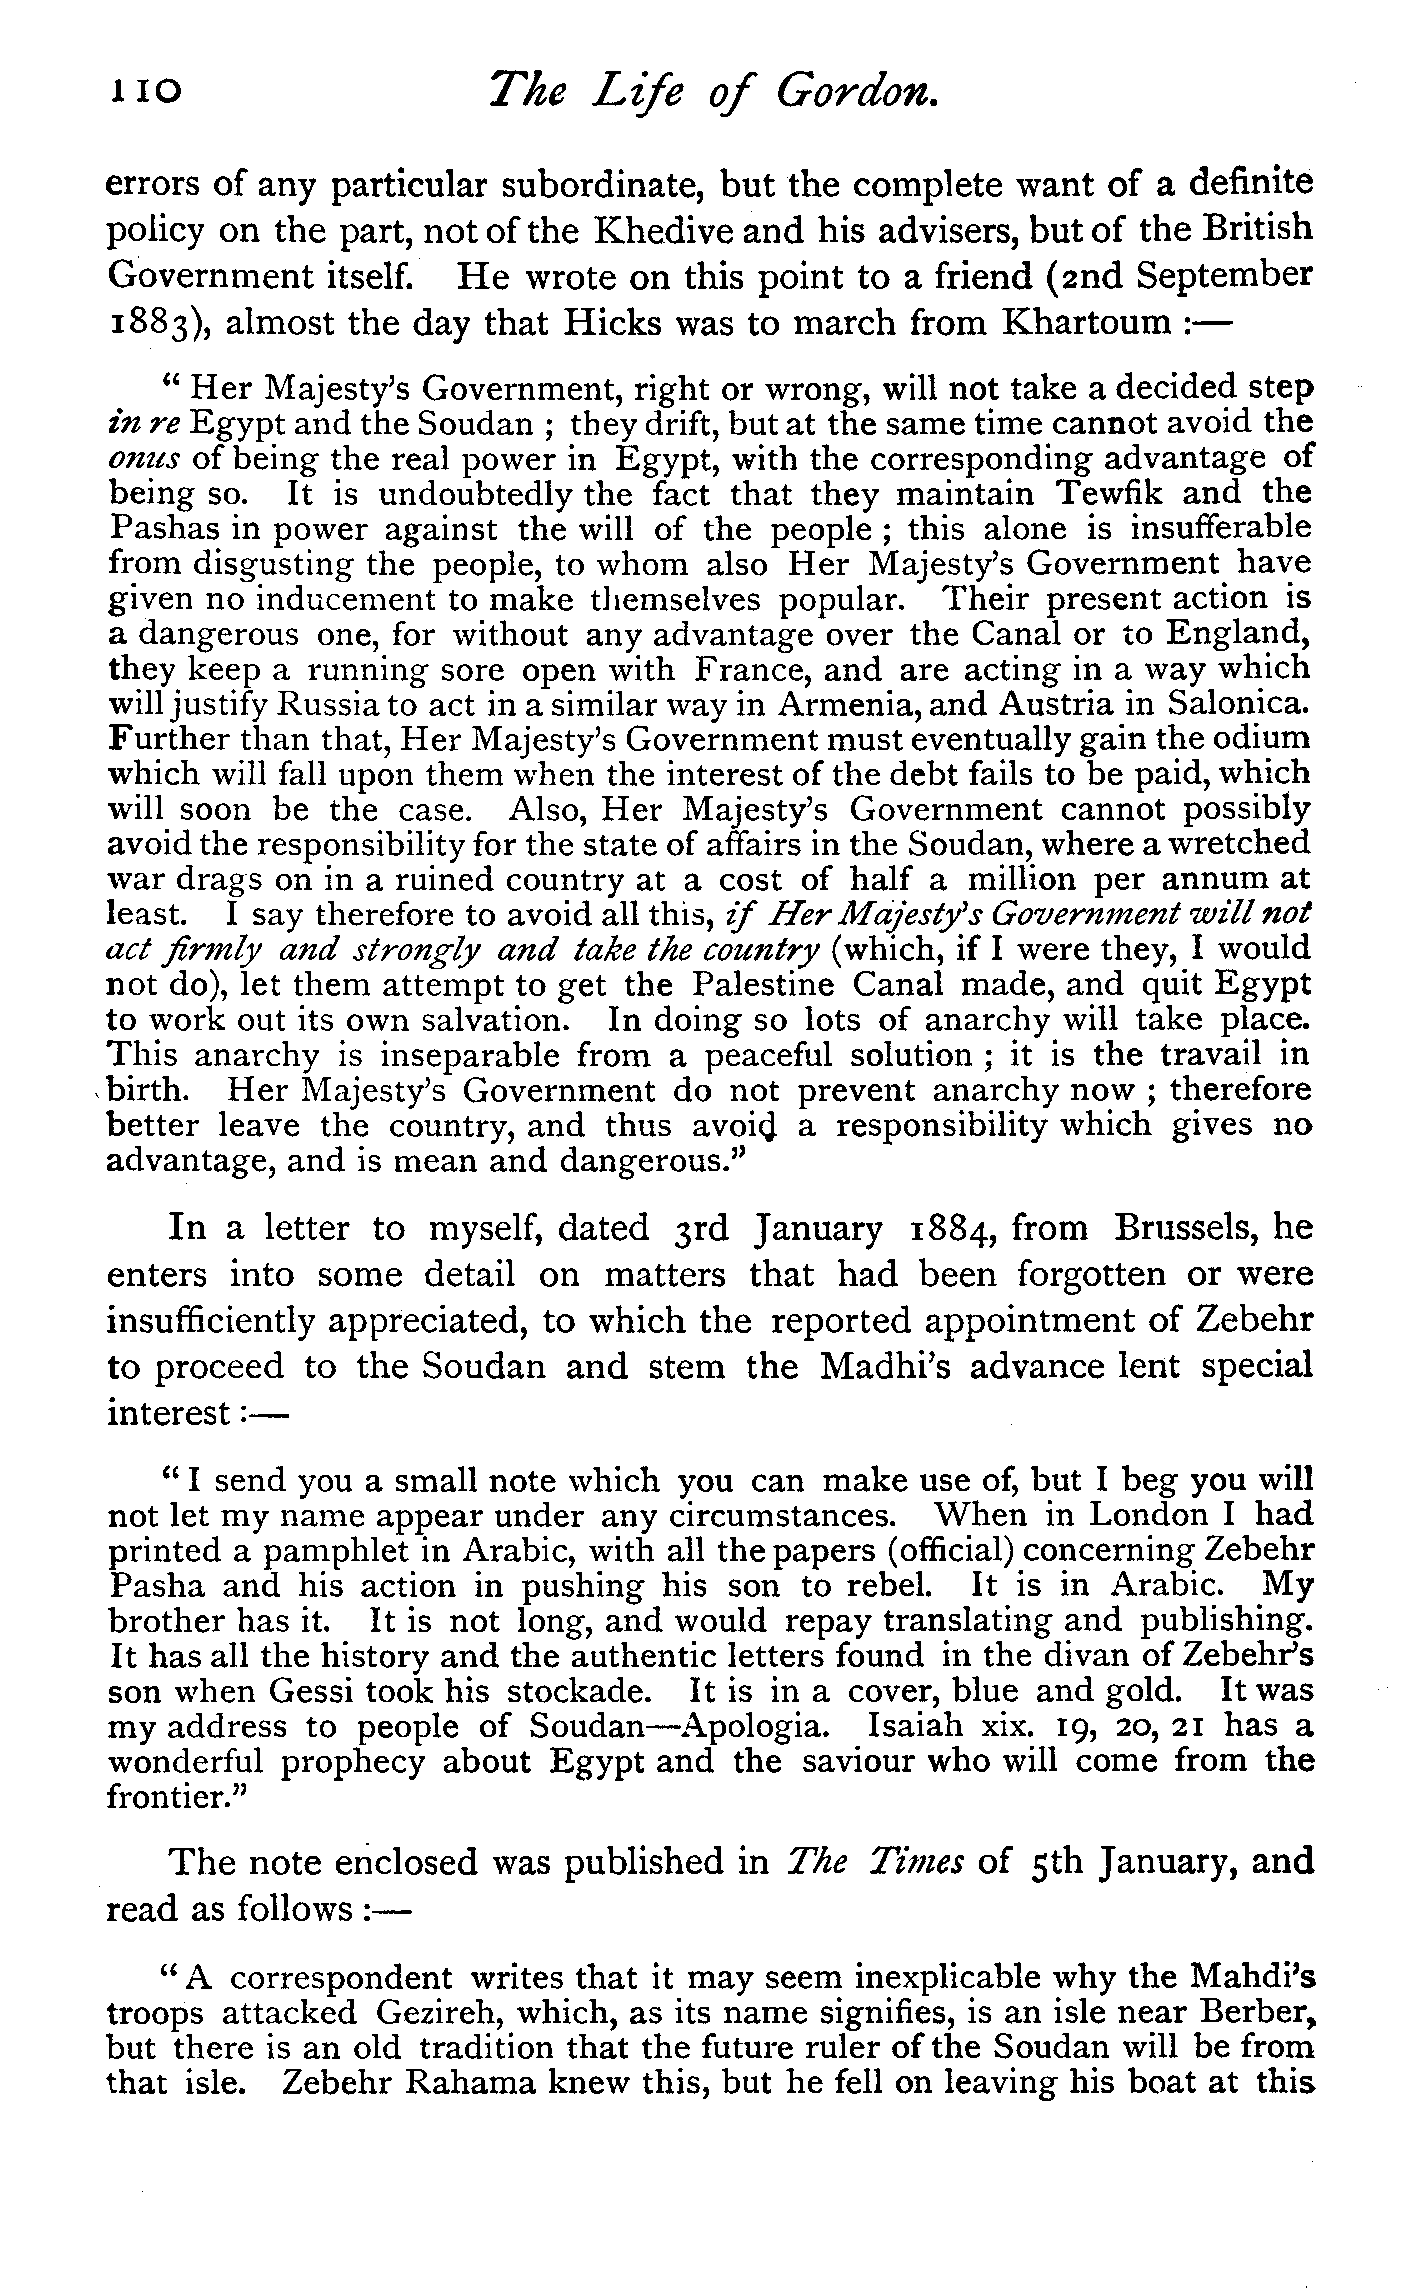 110 The Life of Gordon.
errors of any particular subordinate, but the complete want of a definite
policy on the part, not of the Khedive and his advisers, but of the British
Government itself. He wrote on this point to a friend (2nd September
1883), almost the day that Hicks was to march from Khartoum :—
" Her Majesty's Government, right or wrong, will not take a decided step
in re Egypt and the Soudan ; they drift, but at the same time cannot avoid the
onus of being the real power in Egypt, with the corresponding advantage of
being so. It is undoubtedly the fact that they maintain Tewfik and the
Pashas in power against the will of the people ; this alone is insufferable
from disgusting the people, to whom also Her Majesty's Government have
given no inducement to make themselves popular. Their present action is
a dangerous one, for without any advantage over the Canal or to England,
they keep a running sore open with France, and are acting in a way which
will justify Russia to act in a similar way in Armenia, and Austria in Salonica.
Further than that, Her Majesty's Government must eventually gain the odium
which will fall upon them when the interest of the debt fails to be paid, which
will soon be the case. Also, Her Majesty's Government cannot possibly
avoid the responsibility for the state of affairs in the Soudan, where a wretched
war drags on in a ruined country at a cost of half a million per annum at
least. I say therefore to avoid all this, if Her Majesty's Government will not
act firmly and strongly and take the country (which, if I were they, I would
not do), let them attempt to get the Palestine Canal made, and quit Egypt
to work out its own salvation. In doing so lots of anarchy will take place.
This anarchy is inseparable from a peaceful solution ; it is the travail in
birth. Her Majesty's Government do not prevent anarchy now ; therefore
better leave the country, and thus avoid a responsibility which gives no
advantage, and is mean and dangerous."
In a letter to myself, dated 3rd January 1884, from Brussels, he
enters into some detail on matters that had been forgotten or were
insufficiently appreciated, to which the reported appointment of Zebehr
to proceed to the Soudan and stem the Madhi's advance lent special
interest :—
" I send you a small note which you can make use of, but I beg you will
not let my name appear under any circumstances. When in London I had
printed a pamphlet in Arabic, with all the papers (official) concerning Zebehr
Pasha and his action in pushing his son to rebel. It is in Arabic. My
brother has it. It is not long, and would repay translating and publishing.
It has all the history and the authentic letters found in the divan of Zebehr's
son when Gessi took his stockade. It is in a cover, blue and gold. It was
my address to people of Soudan—Apologia. Isaiah xix. 19, 20, 21 has a
wonderful prophecy about Egypt and the saviour who will come from the
frontier."
The note enclosed was published in The Times of 5th January, and
read as follows :—
" A correspondent writes that it may seem inexplicable why the Mahdi's
troops attacked Gezireh, which, as its name signifies, is an isle near Berber,
but there is an old tradition that the future ruler of the Soudan will be from
that isle. Zebehr Rahama knew this, but he fell on leaving his boat at this